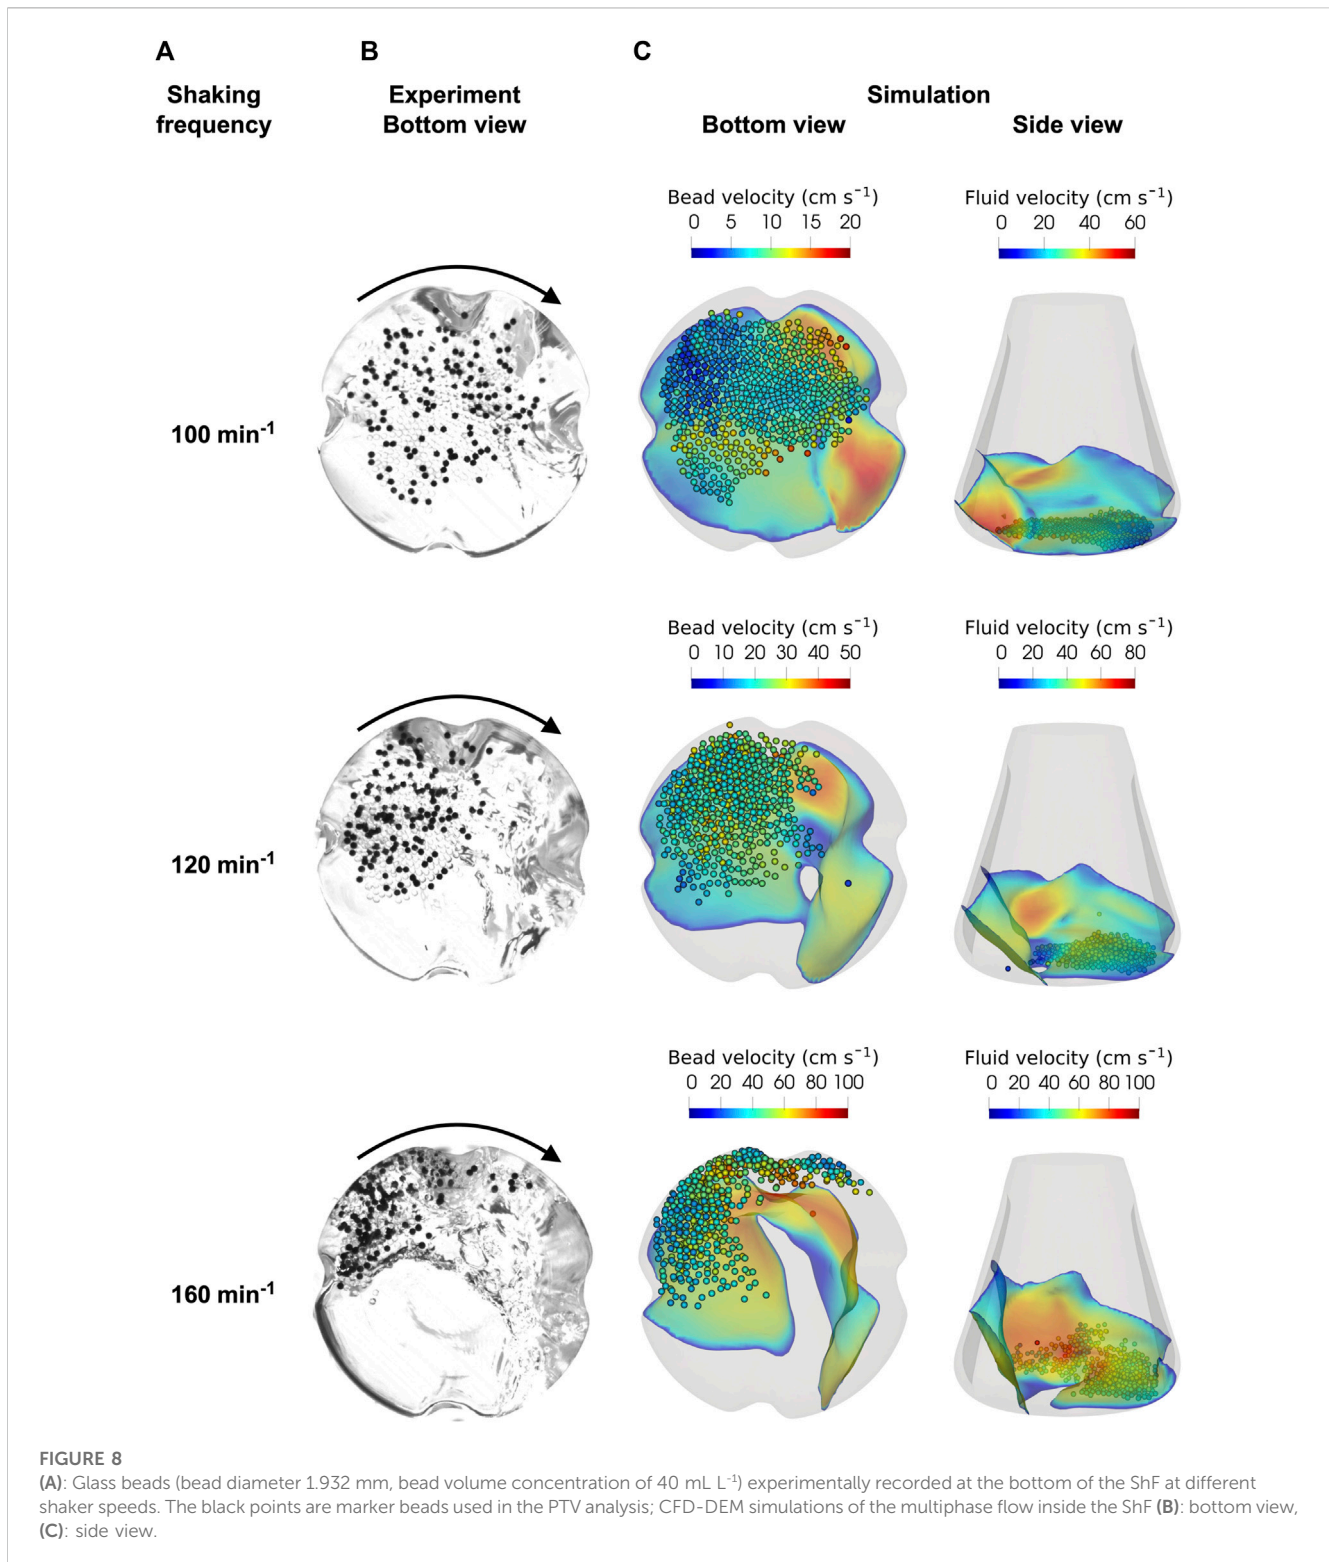 A
B
C
Shaking
frequency
Experiment
Bottom view
Simulation
Bottom view
Side view
Bead velocity (cm s⁻¹)
0 5 10 15 20
Fluid velocity (cm s⁻¹)
0 20 40 60
100 min⁻¹
Bead velocity (cm s⁻¹)
0 10 20 30 40 50
Fluid velocity (cm s⁻¹)
0 20 40 60 80
120 min⁻¹
Bead velocity (cm s⁻¹)
0 20 40 60 80 100
Fluid velocity (cm s⁻¹)
0 20 40 60 80 100
160 min⁻¹
FIGURE 8
(A): Glass beads (bead diameter 1.932 mm, bead volume concentration of 40 mL L⁻¹) experimentally recorded at the bottom of the ShF at different
shaker speeds. The black points are marker beads used in the PTV analysis; CFD-DEM simulations of the multiphase flow inside the ShF (B): bottom view,
(C): side view.